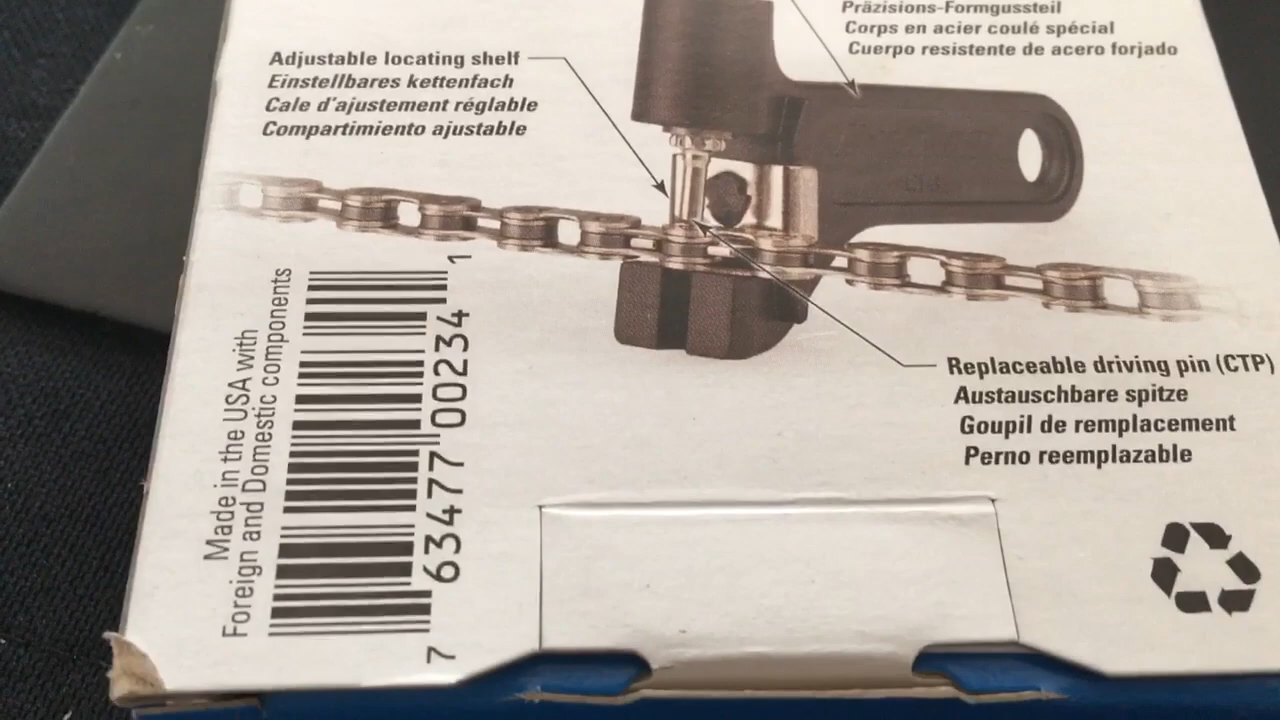 Präzisions-Formgussteil
Corps en acier coulé spécial
Cuerpo resistente de acero forjado
Adjustable locating shelf
Einstellbares kettenfach
Cale d'ajustement réglable
Compartimiento ajustable
Replaceable driving pin (CTP)
Austauschbare spitze
Goupil de remplacement
Perno reemplazable
Made in the USA with
Foreign and Domestic components
7 63477 00234 1